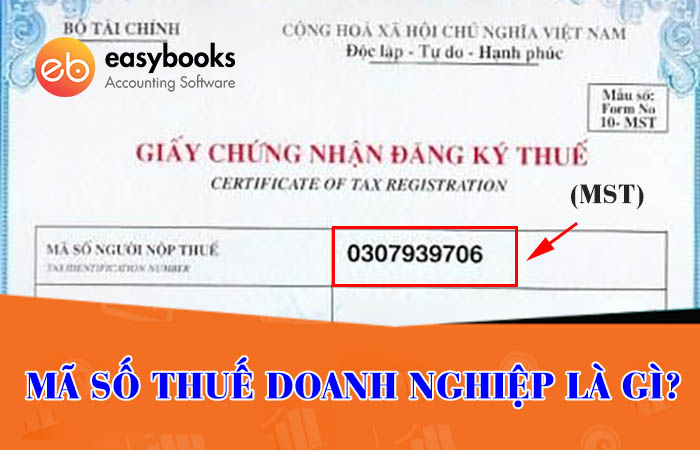 BỘ TÀI CHÍNH
CỘNG HOÀ XÃ HỘI CHỦ NGHĨA VIỆT NAM
Độc lập - Tự do - Hạnh phúc
eb easybooks
Accounting Software
Mẫu số:
Form No
10- MST
GIẤY CHỨNG NHẬN ĐĂNG KÝ THUẾ
CERTIFICATE OF TAX REGISTRATION
(MST)
MÃ SỐ NGƯỜI NỘP THUẾ
0307939706
TAX IDENTIFICATION NUMBER
MÃ SỐ THUẾ DOANH NGHIỆP LÀ GÌ?